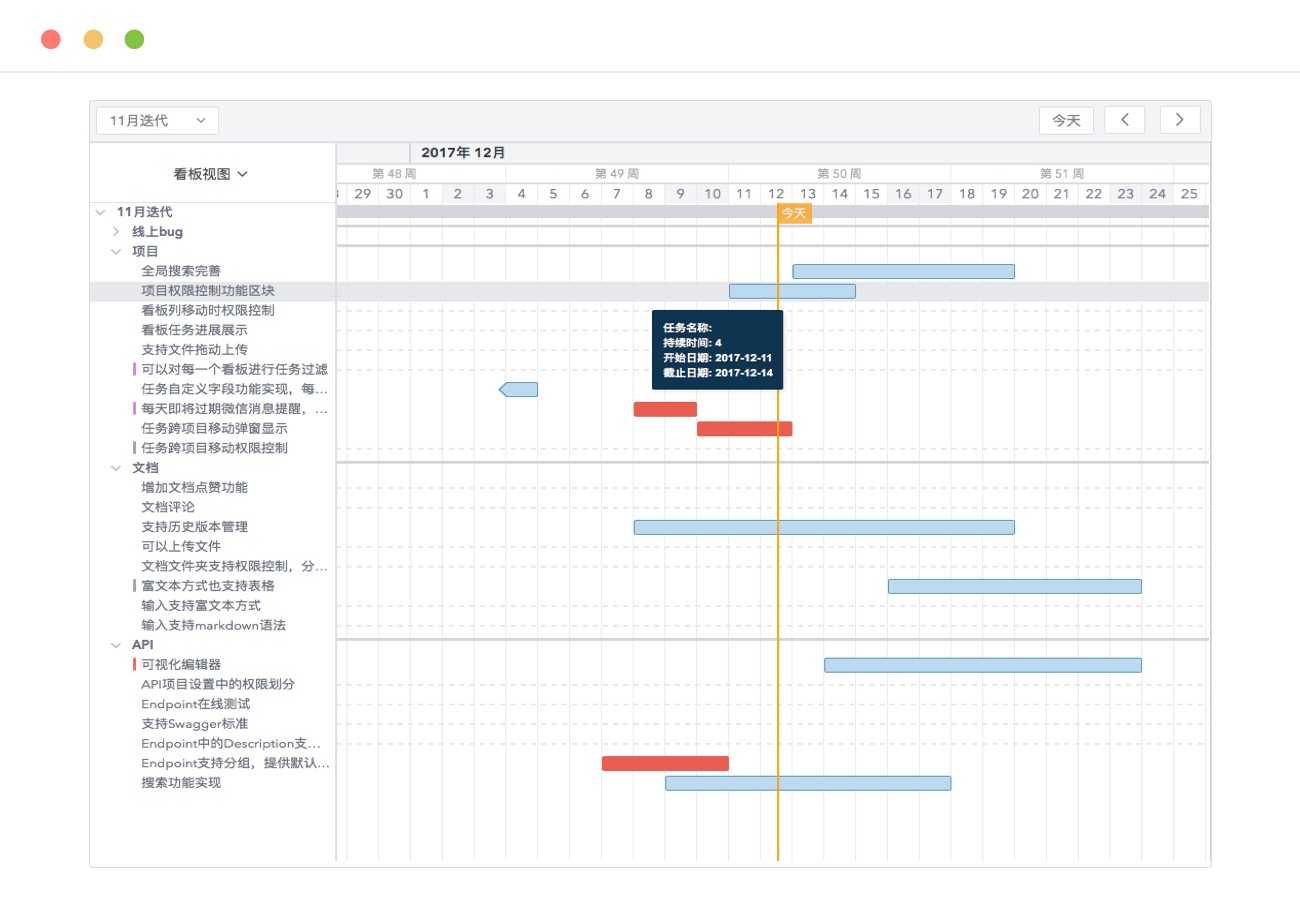 11月迭代
今天
看板视图
2017年 12月
第 48 周 第 49 周 第 50 周 第 51 周
29 30 1 2 3 4 5 6 7 8 9 10 11 12 13 14 15 16 17 18 19 20 21 22 23 24 25
11月迭代
今天
线上bug
项目
全局搜索完善
项目权限控制功能区块
看板列移动时权限控制
看板任务进展展示
支持文件拖动上传
可以对每一个看板进行任务过滤
任务自定义字段功能实现，每...
每天即将过期微信消息提醒，...
任务跨项目移动弹窗显示
任务跨项目移动权限控制
任务名称:
持续时间: 4
开始日期: 2017-12-11
截止日期: 2017-12-14
文档
增加文档点赞功能
文档评论
支持历史版本管理
可以上传文件
文档文件夹支持权限控制，分...
富文本方式也支持表格
输入支持富文本方式
输入支持markdown语法
API
可视化编辑器
API项目设置中的权限划分
Endpoint在线测试
支持Swagger标准
Endpoint中的Description支...
Endpoint支持分组，提供默认...
搜索功能实现